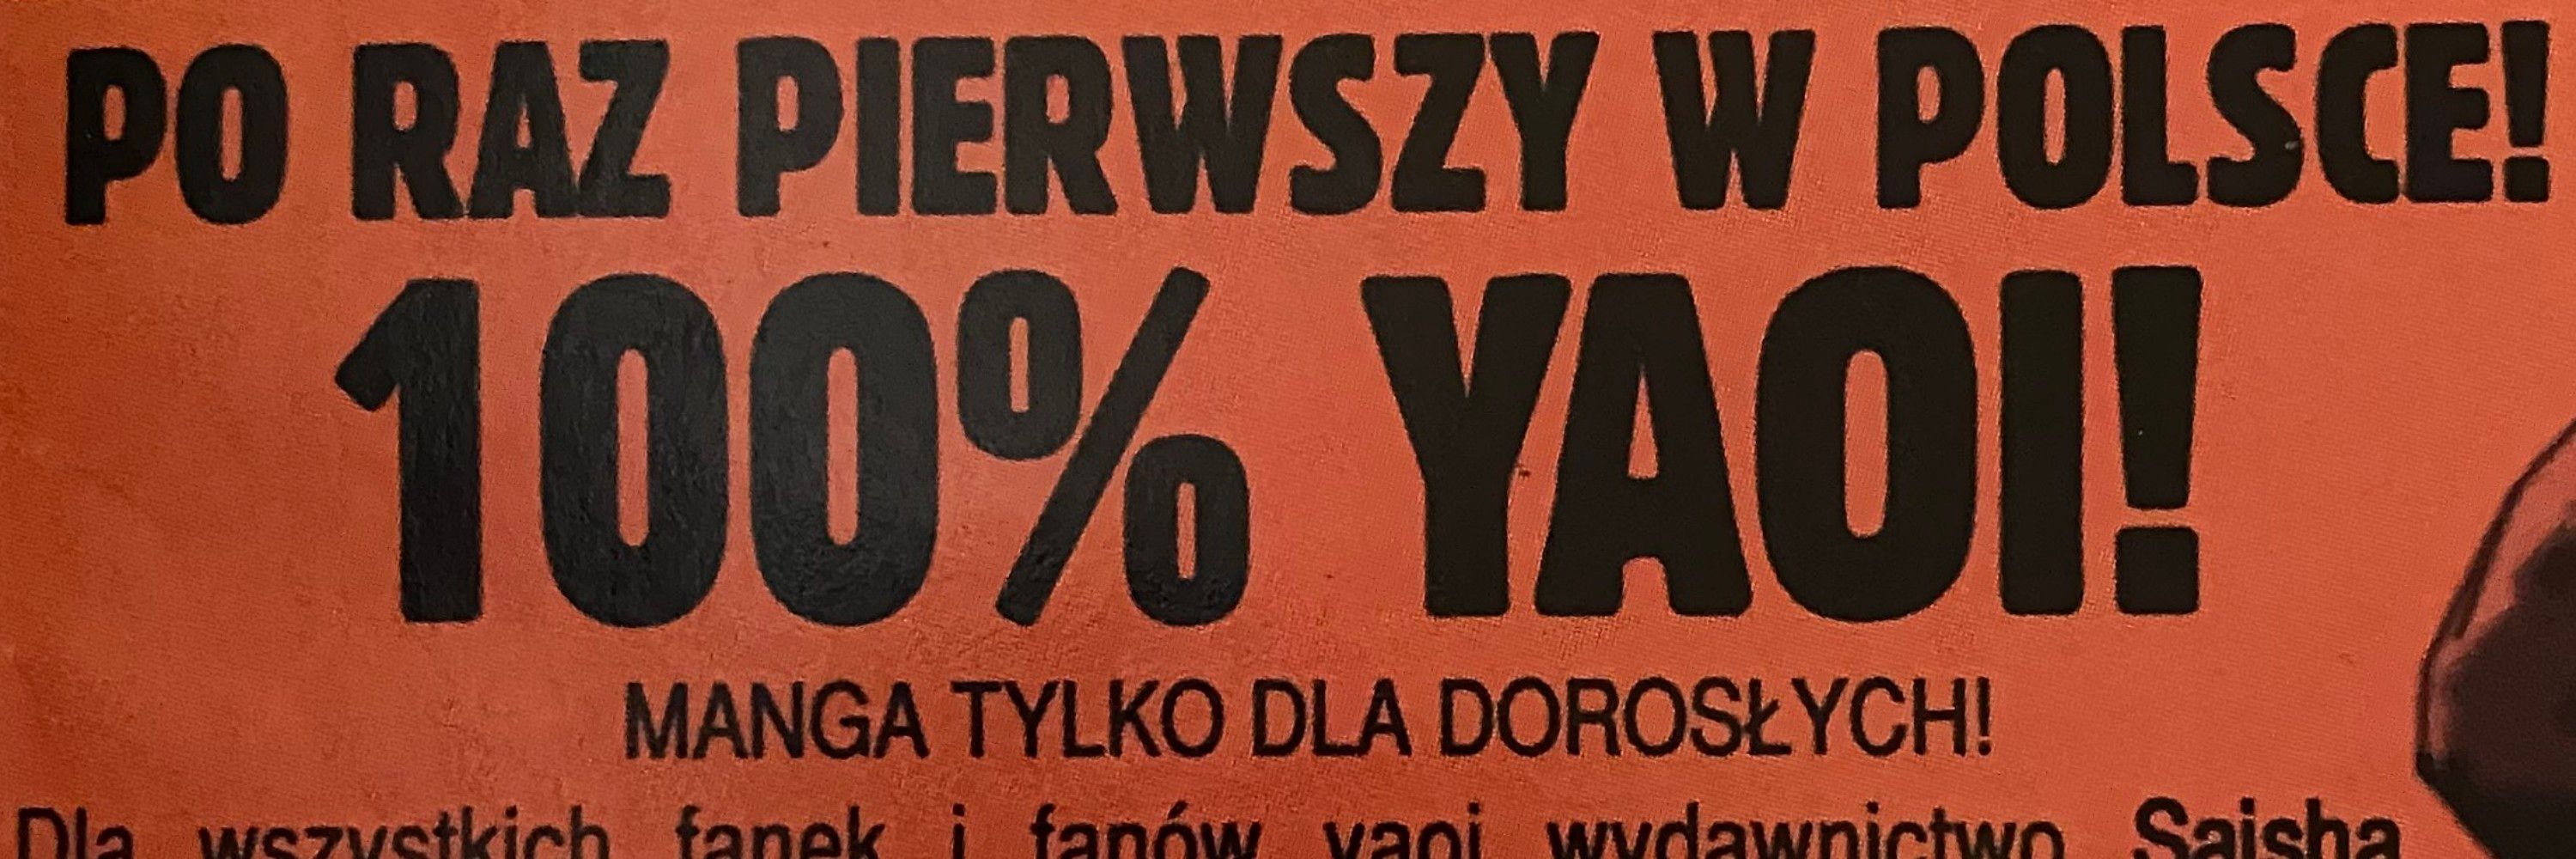 PO RAZ PIERWSZY W POLSCE!
100% YAOI!
MANGA TYLKO DLA DOROSŁYCH!
Dla wszystkich fanek i fanów yaoi wydawnictwo Saisha